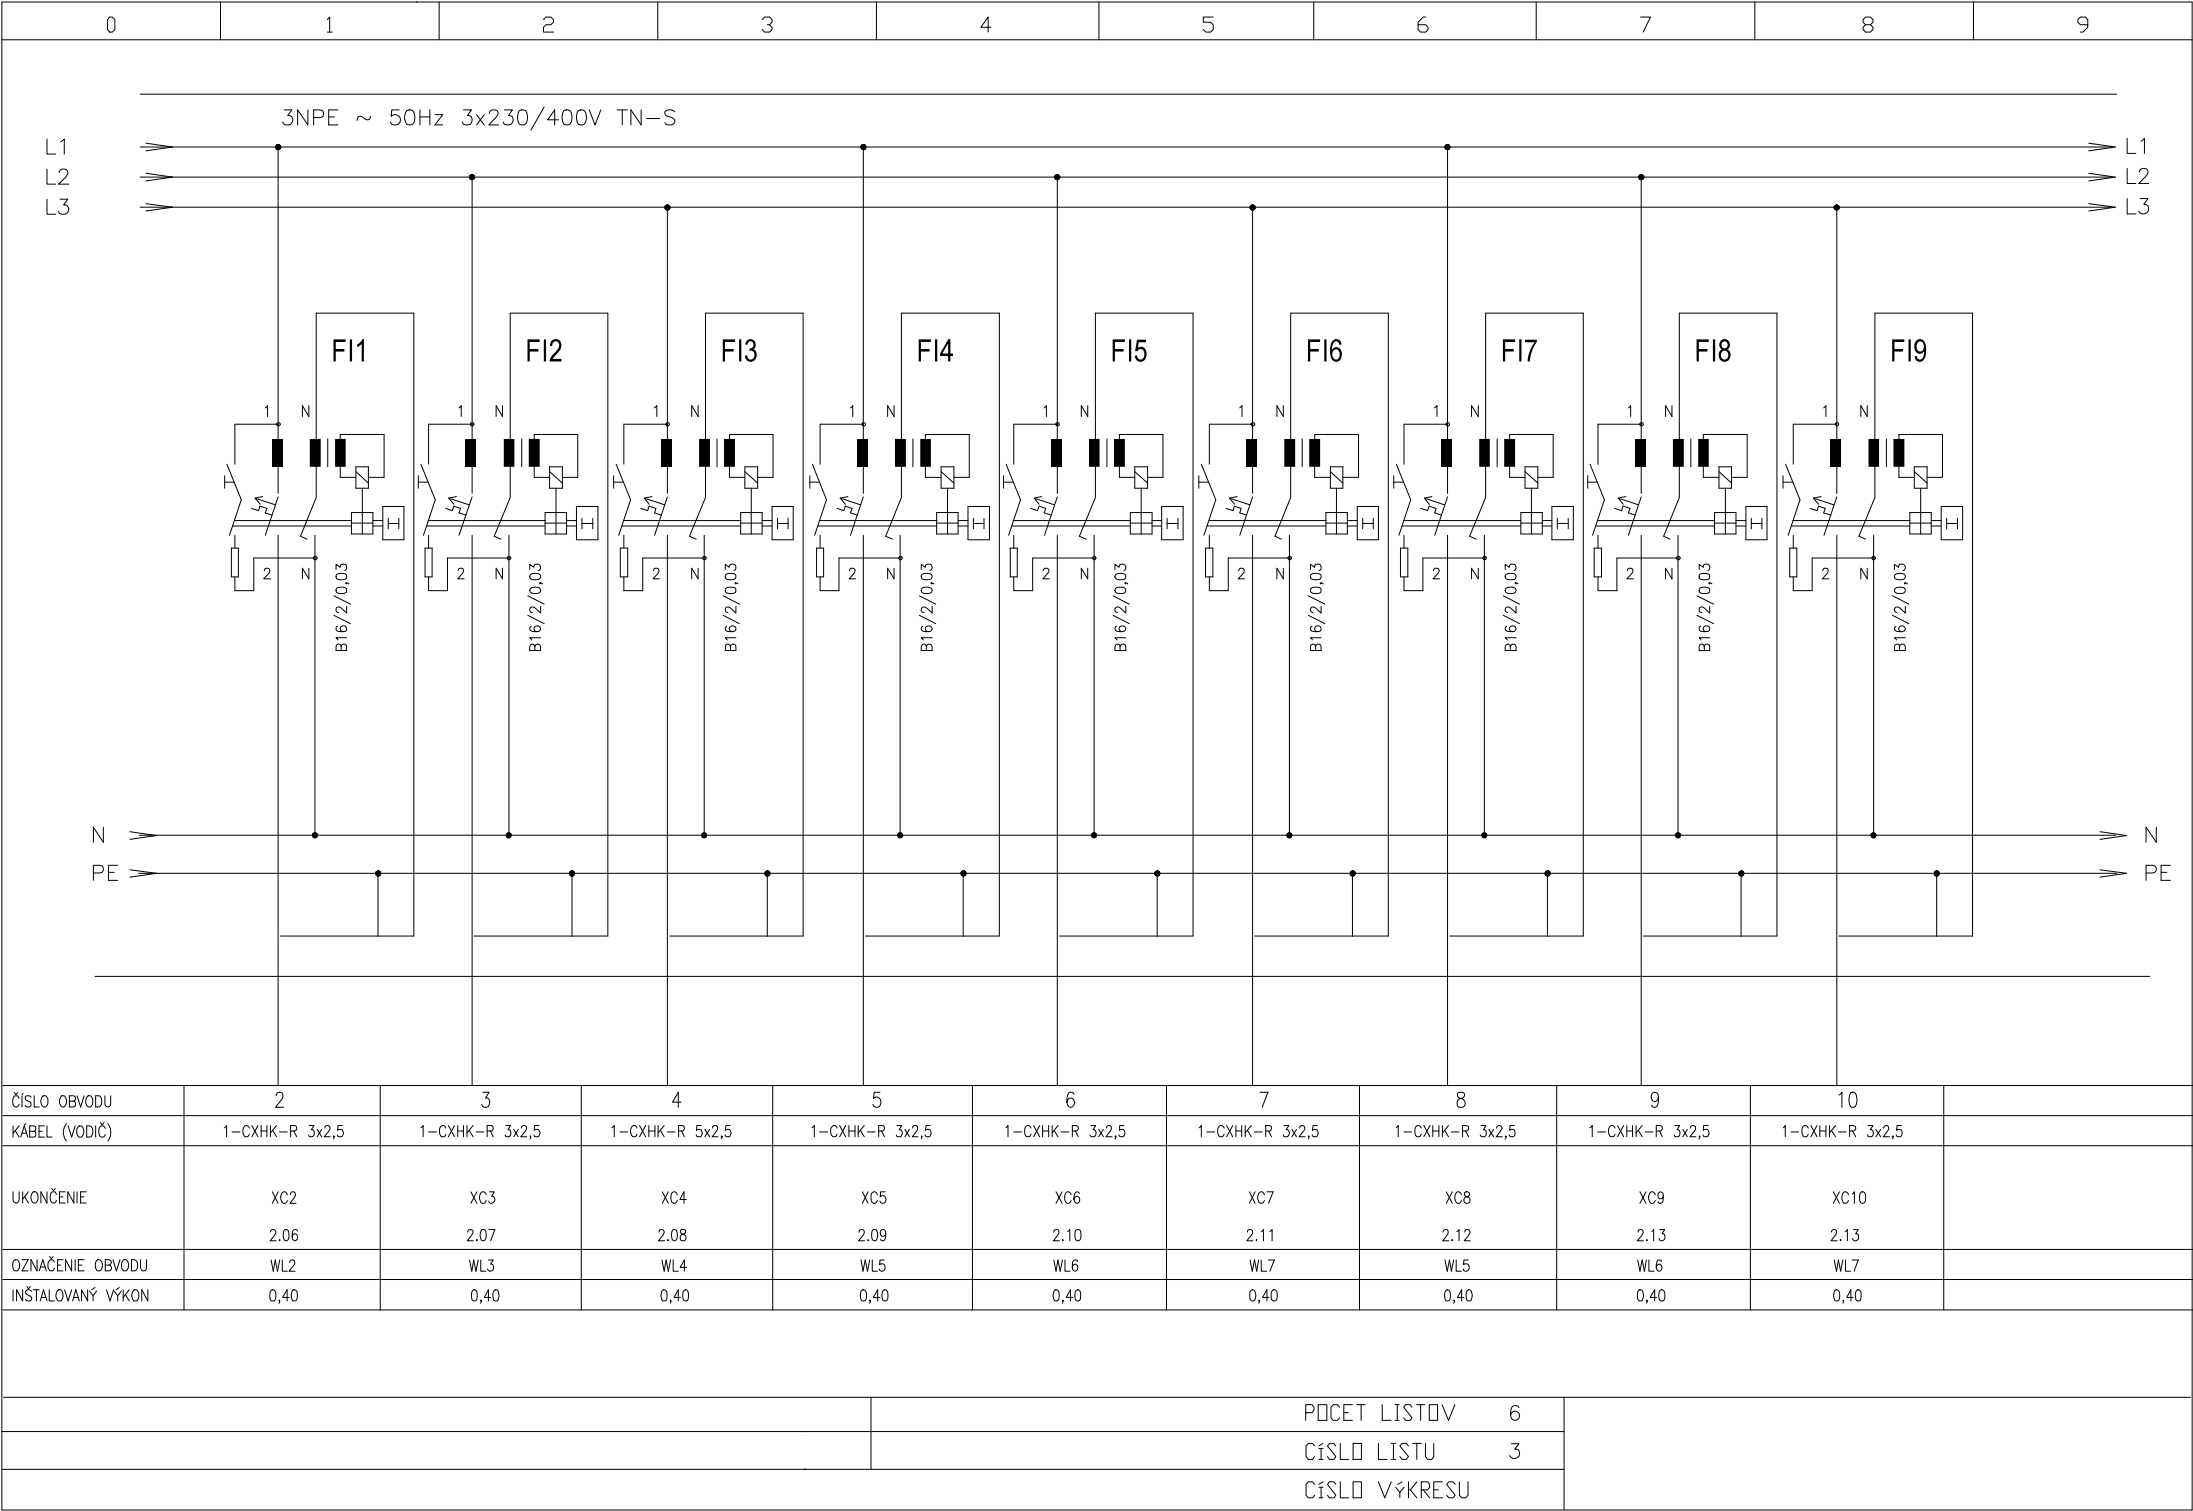 0 1 2 3 4 5 6 7 8 9
3NPE ~ 50Hz 3x230/400V TN-S
L1 L1
L2 L2
L3 L3
FI1 FI2 FI3 FI4 FI5 FI6 FI7 FI8 FI9
1 N 1 N 1 N 1 N 1 N 1 N 1 N 1 N 1 N
2 N 2 N 2 N 2 N 2 N 2 N 2 N 2 N 2 N
B16/2/0,03 B16/2/0,03 B16/2/0,03 B16/2/0,03 B16/2/0,03 B16/2/0,03 B16/2/0,03 B16/2/0,03 B16/2/0,03
N N
PE PE
ČÍSLO OBVODU 2 3 4 5 6 7 8 9 10
KÁBEL (VODIČ) 1-CXHK-R 3x2,5 1-CXHK-R 3x2,5 1-CXHK-R 5x2,5 1-CXHK-R 3x2,5 1-CXHK-R 3x2,5 1-CXHK-R 3x2,5 1-CXHK-R 3x2,5 1-CXHK-R 3x2,5 1-CXHK-R 3x2,5
UKONČENIE XC2 XC3 XC4 XC5 XC6 XC7 XC8 XC9 XC10
2.06 2.07 2.08 2.09 2.10 2.11 2.12 2.13 2.13
OZNAČENIE OBVODU WL2 WL3 WL4 WL5 WL6 WL7 WL5 WL6 WL7
INŠTALOVANÝ VÝKON 0,40 0,40 0,40 0,40 0,40 0,40 0,40 0,40 0,40
POCET LISTOV 6
CíSLO LISTU 3
CíSLO VýKRESU